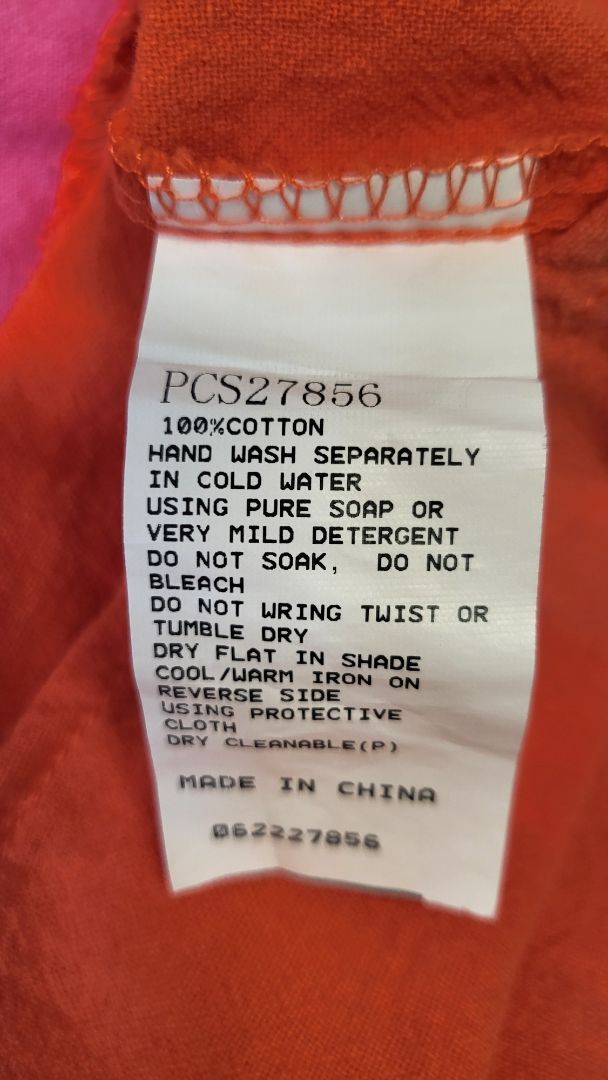 PCS27856
100%COTTON
HAND WASH SEPARATELY
IN COLD WATER
USING PURE SOAP OR
VERY MILD DETERGENT
DO NOT SOAK, DO NOT
BLEACH
DO NOT WRING TWIST OR
TUMBLE DRY
DRY FLAT IN SHADE
COOL/WARM IRON ON
REVERSE SIDE
USING PROTECTIVE
CLOTH
DRY CLEANABLE(P)
MADE IN CHINA
062227856